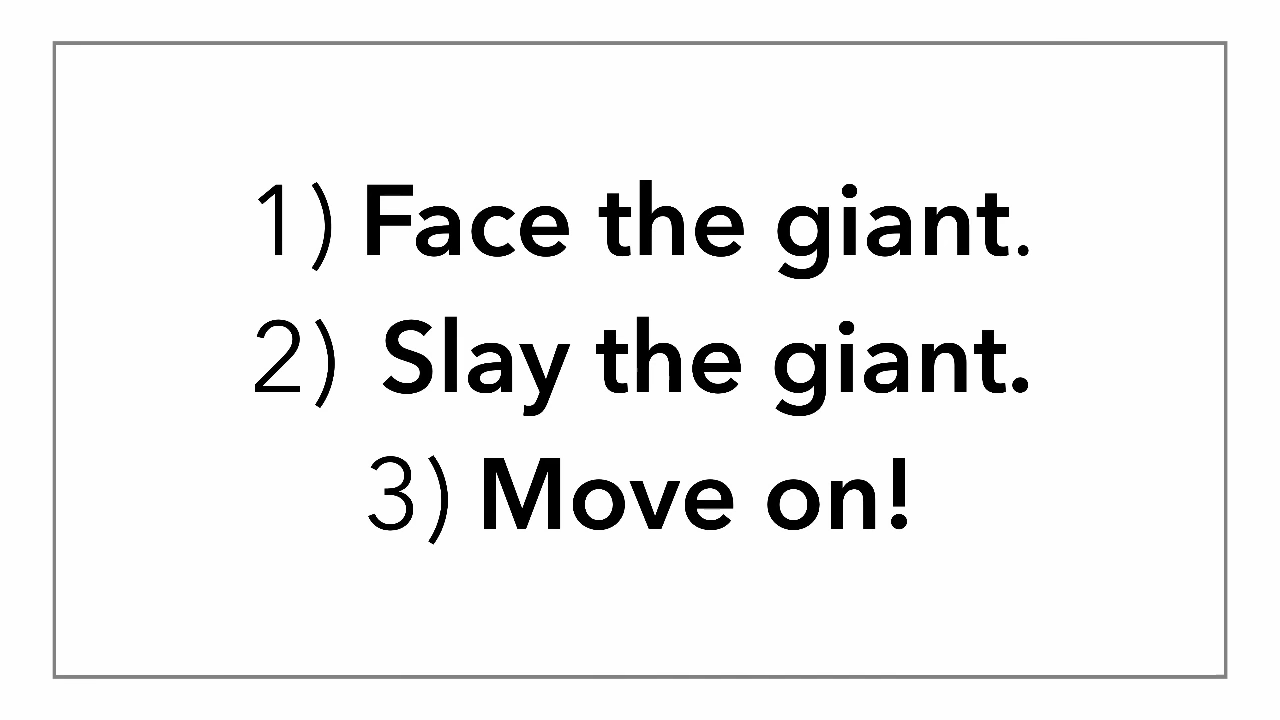 1) Face the giant.
2) Slay the giant.
3) Move on!